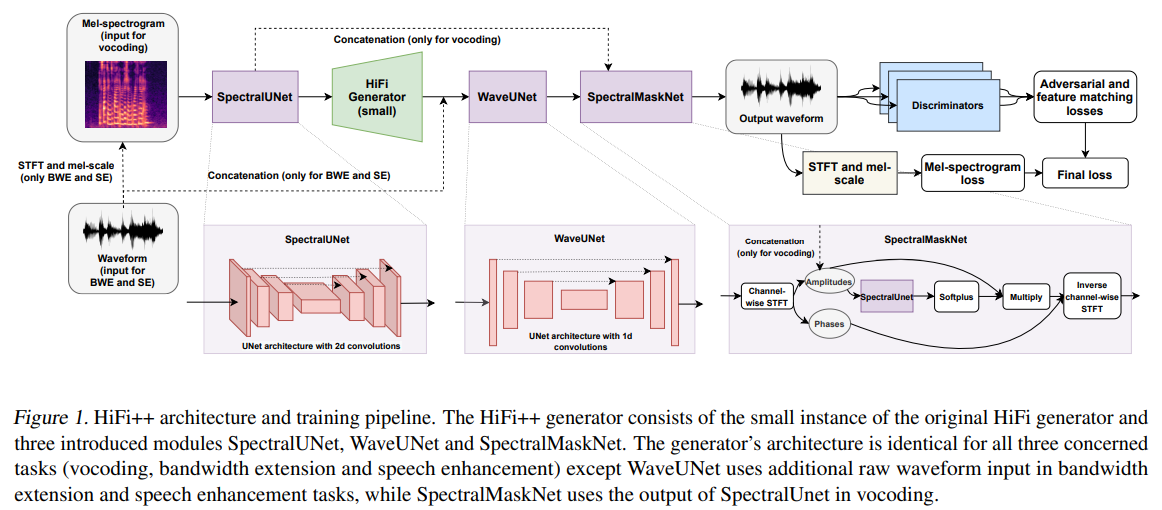 Mel-spectrogram
(input for
vocoding)
Concatenation (only for vocoding)
SpectralUNet
HiFi
Generator
(small)
WaveUNet
SpectralMaskNet
Output waveform
Discriminators
Adversarial and
feature matching
losses
STFT and mel-scale
(only BWE and SE)
Concatenation (only for BWE and SE)
STFT and mel-
scale
Mel-spectrogram
loss
Final loss
Waveform
(input for
BWE and SE)
SpectralUNet
UNet architecture with 2d convolutions
WaveUNet
UNet architecture with 1d
convolutions
Concatenation
(only for vocoding)
SpectralMaskNet
Channel-
wise STFT
Amplitudes
Phases
SpectralUnet
Softplus
Multiply
Inverse
channel-wise
STFT
Figure 1. HiFi++ architecture and training pipeline. The HiFi++ generator consists of the small instance of the original HiFi generator and
three introduced modules SpectralUNet, WaveUNet and SpectralMaskNet. The generator's architecture is identical for all three concerned
tasks (vocoding, bandwidth extension and speech enhancement) except WaveUNet uses additional raw waveform input in bandwidth
extension and speech enhancement tasks, while SpectralMaskNet uses the output of SpectralUnet in vocoding.